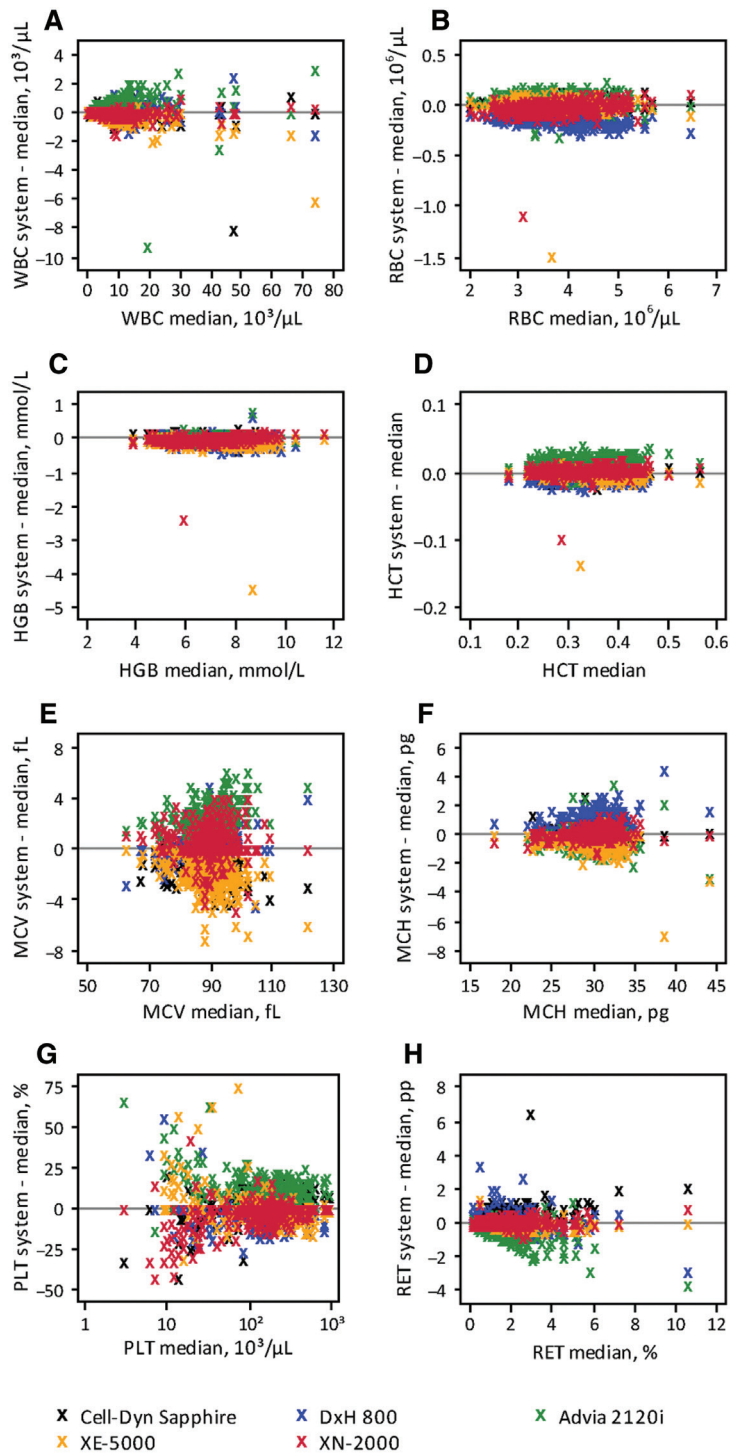 A
B
WBC system - median, 10³/µL
4
2
0
−2
−4
−6
−8
−10
0 10 20 30 40 50 60 70 80
WBC median, 10³/µL
RBC system - median, 10⁶/µL
0.5
0.0
−0.5
−1.0
−1.5
2 3 4 5 6 7
RBC median, 10⁶/µL
C
D
HGB system - median, mmol/L
1
0
−1
−2
−3
−4
−5
2 4 6 8 10 12
HGB median, mmol/L
HCT system - median
0.1
0.0
−0.1
−0.2
0.1 0.2 0.3 0.4 0.5 0.6
HCT median
E
F
MCV system - median, fL
8
4
0
−4
−8
50 70 90 110 130
MCV median, fL
MCH system - median, pg
6
4
2
0
−2
−4
−6
−8
15 20 25 30 35 40 45
MCH median, pg
G
H
PLT system - median, %
75
50
25
0
−25
−50
1 10 10² 10³
PLT median, 10³/µL
RET system - median, pp
8
6
4
2
0
−2
−4
0 2 4 6 8 10 12
RET median, %
x Cell-Dyn Sapphire x DxH 800 x Advia 2120i
x XE-5000 x XN-2000